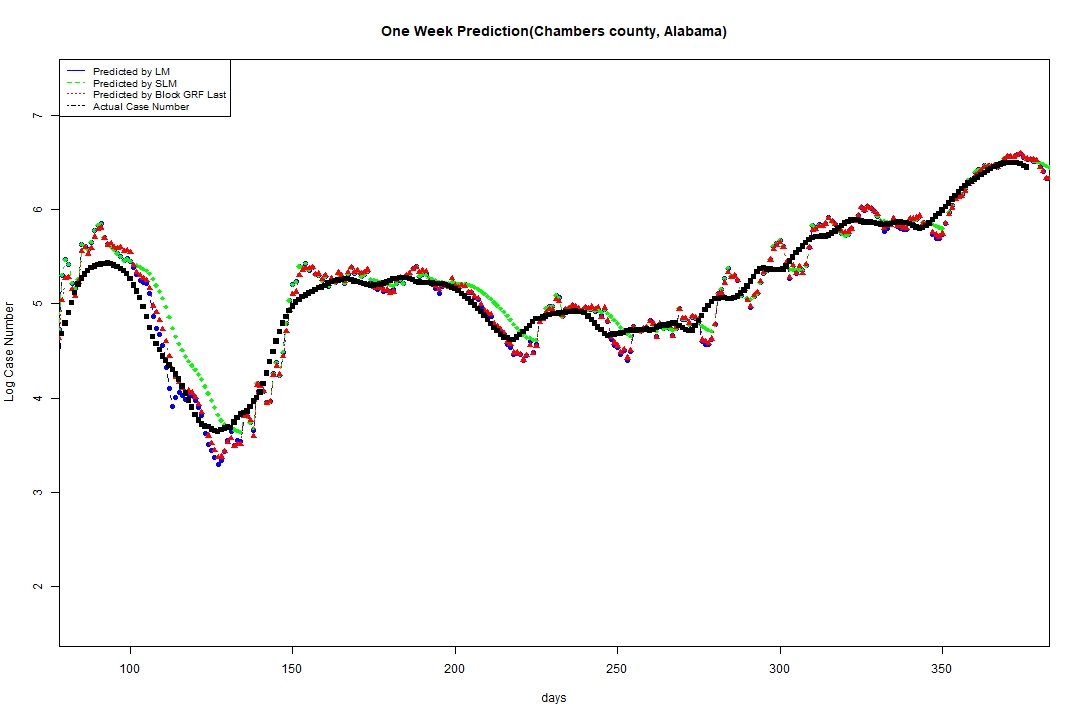 One Week Prediction(Chambers county, Alabama)
Predicted by LM
Predicted by SLM
Predicted by Block GRF Last
Actual Case Number
7
6
5
4
3
2
Log Case Number
100 150 200 250 300 350
days